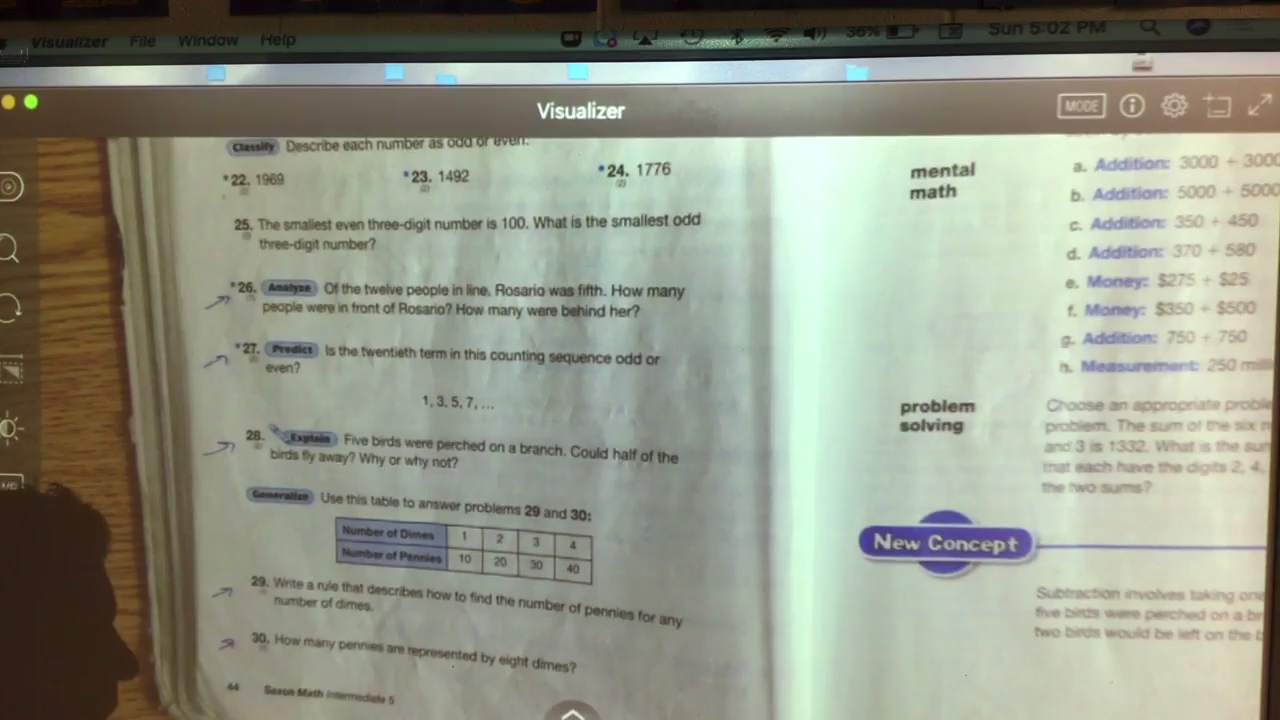 Visualizer File Window Help
36% Sun 5:02 PM
Visualizer
MODE
Classify Describe each number as odd or even.
*22. 1969 *23. 1492 *24. 1776
(2)
25. The smallest even three-digit number is 100. What is the smallest odd
three-digit number?
*26. Analyze Of the twelve people in line, Rosario was fifth. How many
people were in front of Rosario? How many were behind her?
*27. Predict Is the twentieth term in this counting sequence odd or
even?
1, 3, 5, 7, ...
28. Explain Five birds were perched on a branch. Could half of the
birds fly away? Why or why not?
Generalize Use this table to answer problems 29 and 30:
Number of Dimes 1 2 3 4
Number of Pennies 10 20 30 40
29. Write a rule that describes how to find the number of pennies for any
number of dimes.
30. How many pennies are represented by eight dimes?
44 Saxon Math Intermediate 5
mental
math
a. Addition: 3000 + 3000
b. Addition: 5000 + 5000
c. Addition: 350 + 450
d. Addition: 370 + 580
e. Money: $275 + $25
f. Money: $350 + $500
g. Addition: 750 + 750
h. Measurement: 250
problem
solving
Choose an appropriate
problem. The sum of the six
and 3 is 1332. What is the
that each have the digits 2, 4,
the two sums?
New Concept
Subtraction involves taking
five birds were perched on a
two birds would be left on the